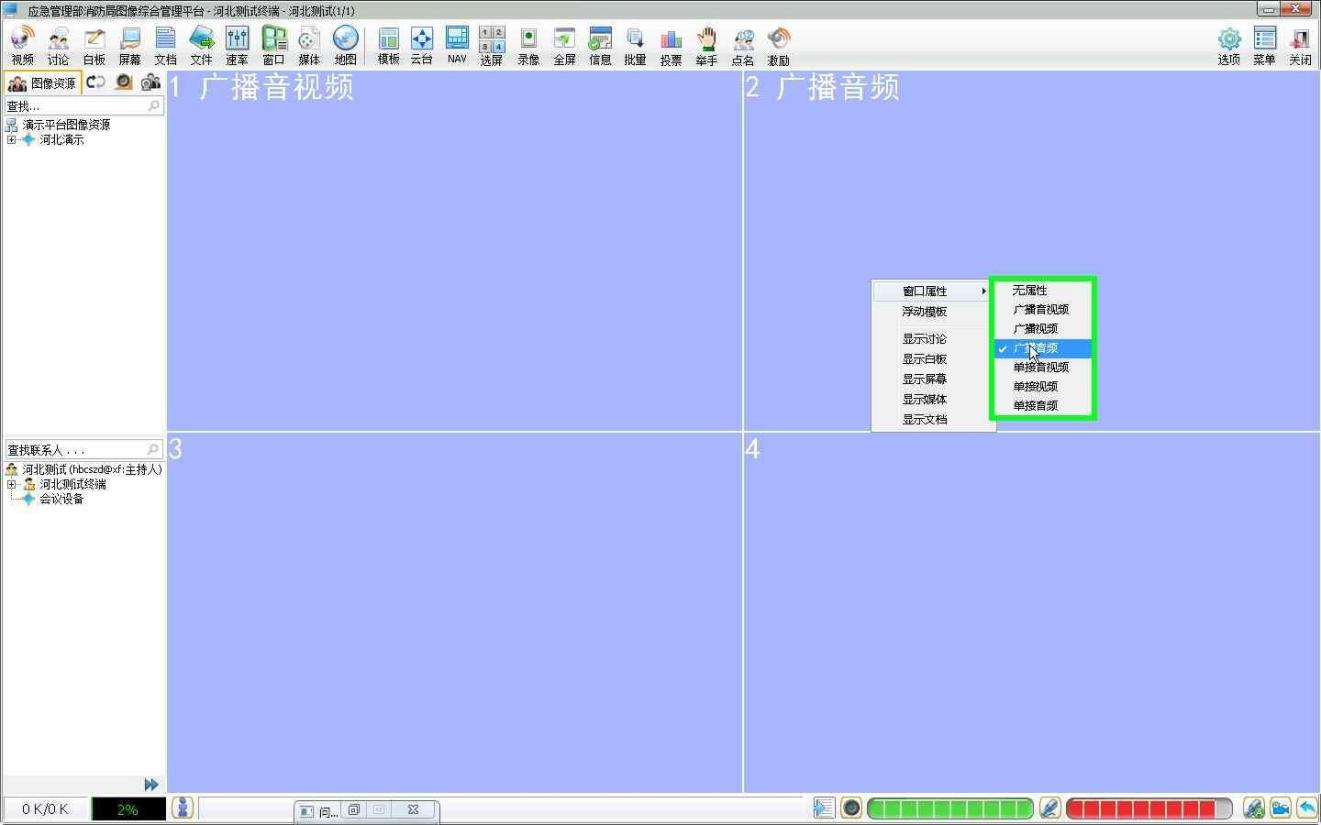 应急管理部消防局图像综合管理平台 - 河北测试终端 - 河北测试(1/1)
视频 讨论 白板 屏幕 文档 文件 速率 窗口 媒体 地图 模板 云台 NAV 选屏 录像 全屏 信息 批量 投票 举手 点名 激励 选项 菜单 关闭
图像资源
查找...
演示平台图像资源
河北演示
1 广播音视频
2 广播音频
窗口属性
浮动模板
显示讨论
显示白板
显示屏幕
显示媒体
显示文档
无属性
广播音视频
广播视频
广播音频
单接音视频
单接视频
单接音频
查找联系人 . . .
河北测试 (hbcszd@xf:主持人)
河北测试终端
会议设备
3
4
0 K/0 K
2%
问...